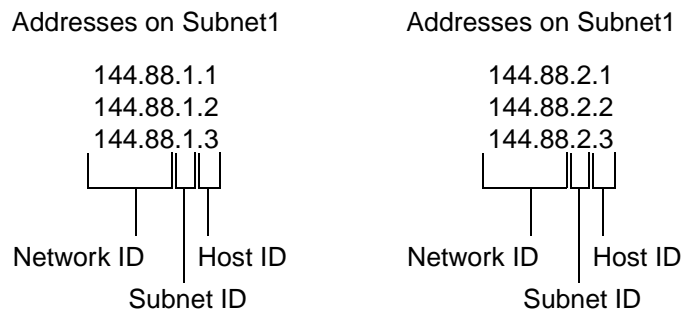 Addresses on Subnet1
144.88.1.1
144.88.1.2
144.88.1.3
Network ID
Host ID
Subnet ID
Addresses on Subnet1
144.88.2.1
144.88.2.2
144.88.2.3
Network ID
Host ID
Subnet ID